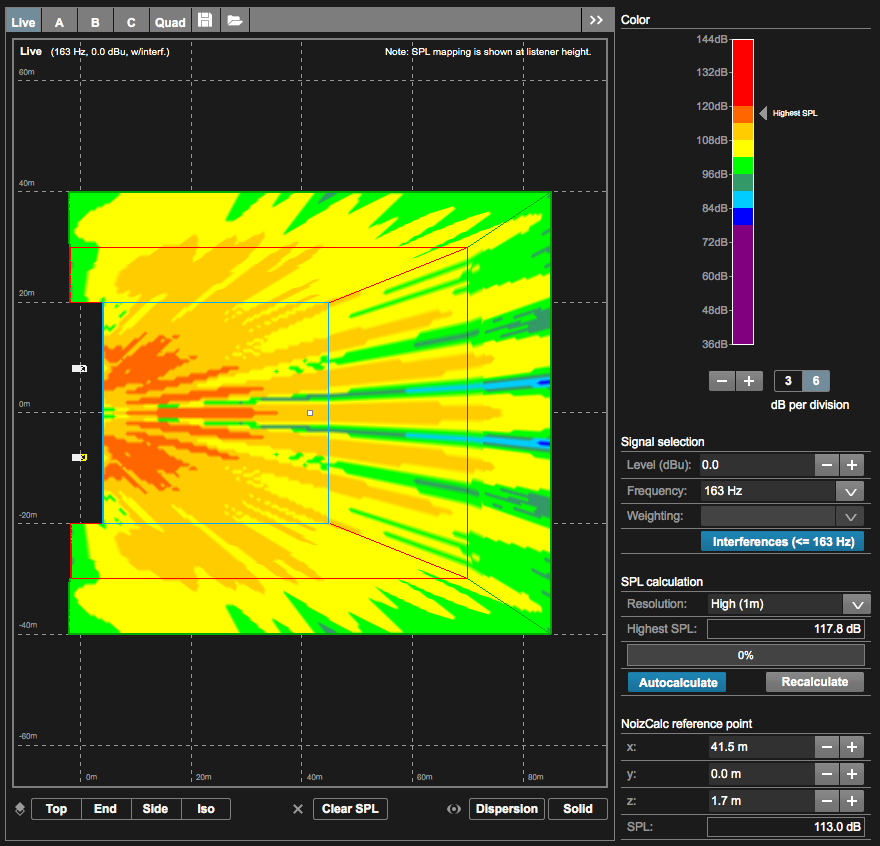 Live A B C Quad >>
Live (163 Hz, 0.0 dBu, w/interf.) Note: SPL mapping is shown at listener height.
60m
40m
20m
0m
-20m
-40m
-60m
0m 20m 40m 60m 80m
Top End Side Iso Clear SPL Dispersion Solid
Color
144dB
132dB
120dB
Highest SPL
108dB
96dB
84dB
72dB
60dB
48dB
36dB
3 6
dB per division
Signal selection
Level (dBu): 0.0
Frequency: 163 Hz
Weighting:
Interferences (<= 163 Hz)
SPL calculation
Resolution: High (1m)
Highest SPL: 117.8 dB
0%
Autocalculate Recalculate
NoizCalc reference point
x: 41.5 m
y: 0.0 m
z: 1.7 m
SPL: 113.0 dB